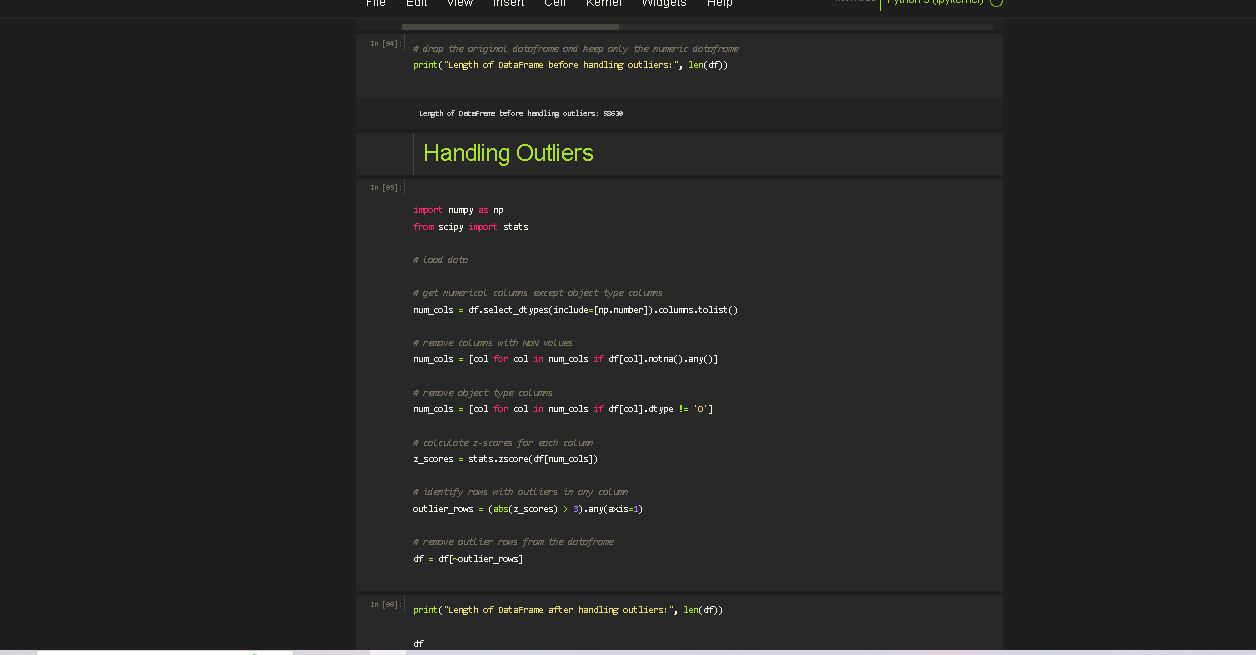 File Edit View Insert Cell Kernel Widgets Help
Python 3 (ipykernel)
In [94]:
# drop the original dataframe and keep only the numeric dataframe
print("Length of DataFrame before handling outliers:", len(df))
Length of DataFrame before handling outliers: 58630
Handling Outliers
In [95]:
import numpy as np
from scipy import stats
# load data
# get numerical columns except object type columns
num_cols = df.select_dtypes(include=[np.number]).columns.tolist()
# remove columns with NaN values
num_cols = [col for col in num_cols if df[col].notna().any()]
# remove object type columns
num_cols = [col for col in num_cols if df[col].dtype != 'O']
# calculate z-scores for each column
z_scores = stats.zscore(df[num_cols])
# identify rows with outliers in any column
outlier_rows = (abs(z_scores) > 3).any(axis=1)
# remove outlier rows from the dataframe
df = df[~outlier_rows]
In [96]:
print("Length of DataFrame after handling outliers:", len(df))
df